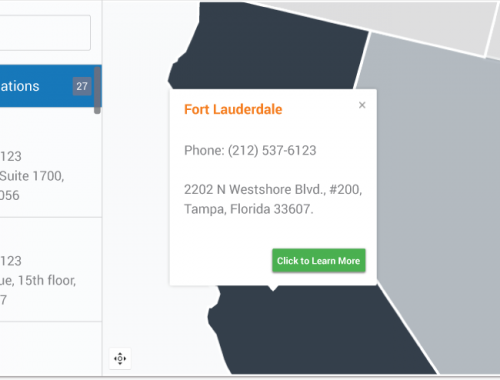 ations 27
123
Suite 1700,
056
123
ue, 15th floor,
7
Fort Lauderdale ×
Phone: (212) 537-6123
2202 N Westshore Blvd., #200,
Tampa, Florida 33607.
Click to Learn More